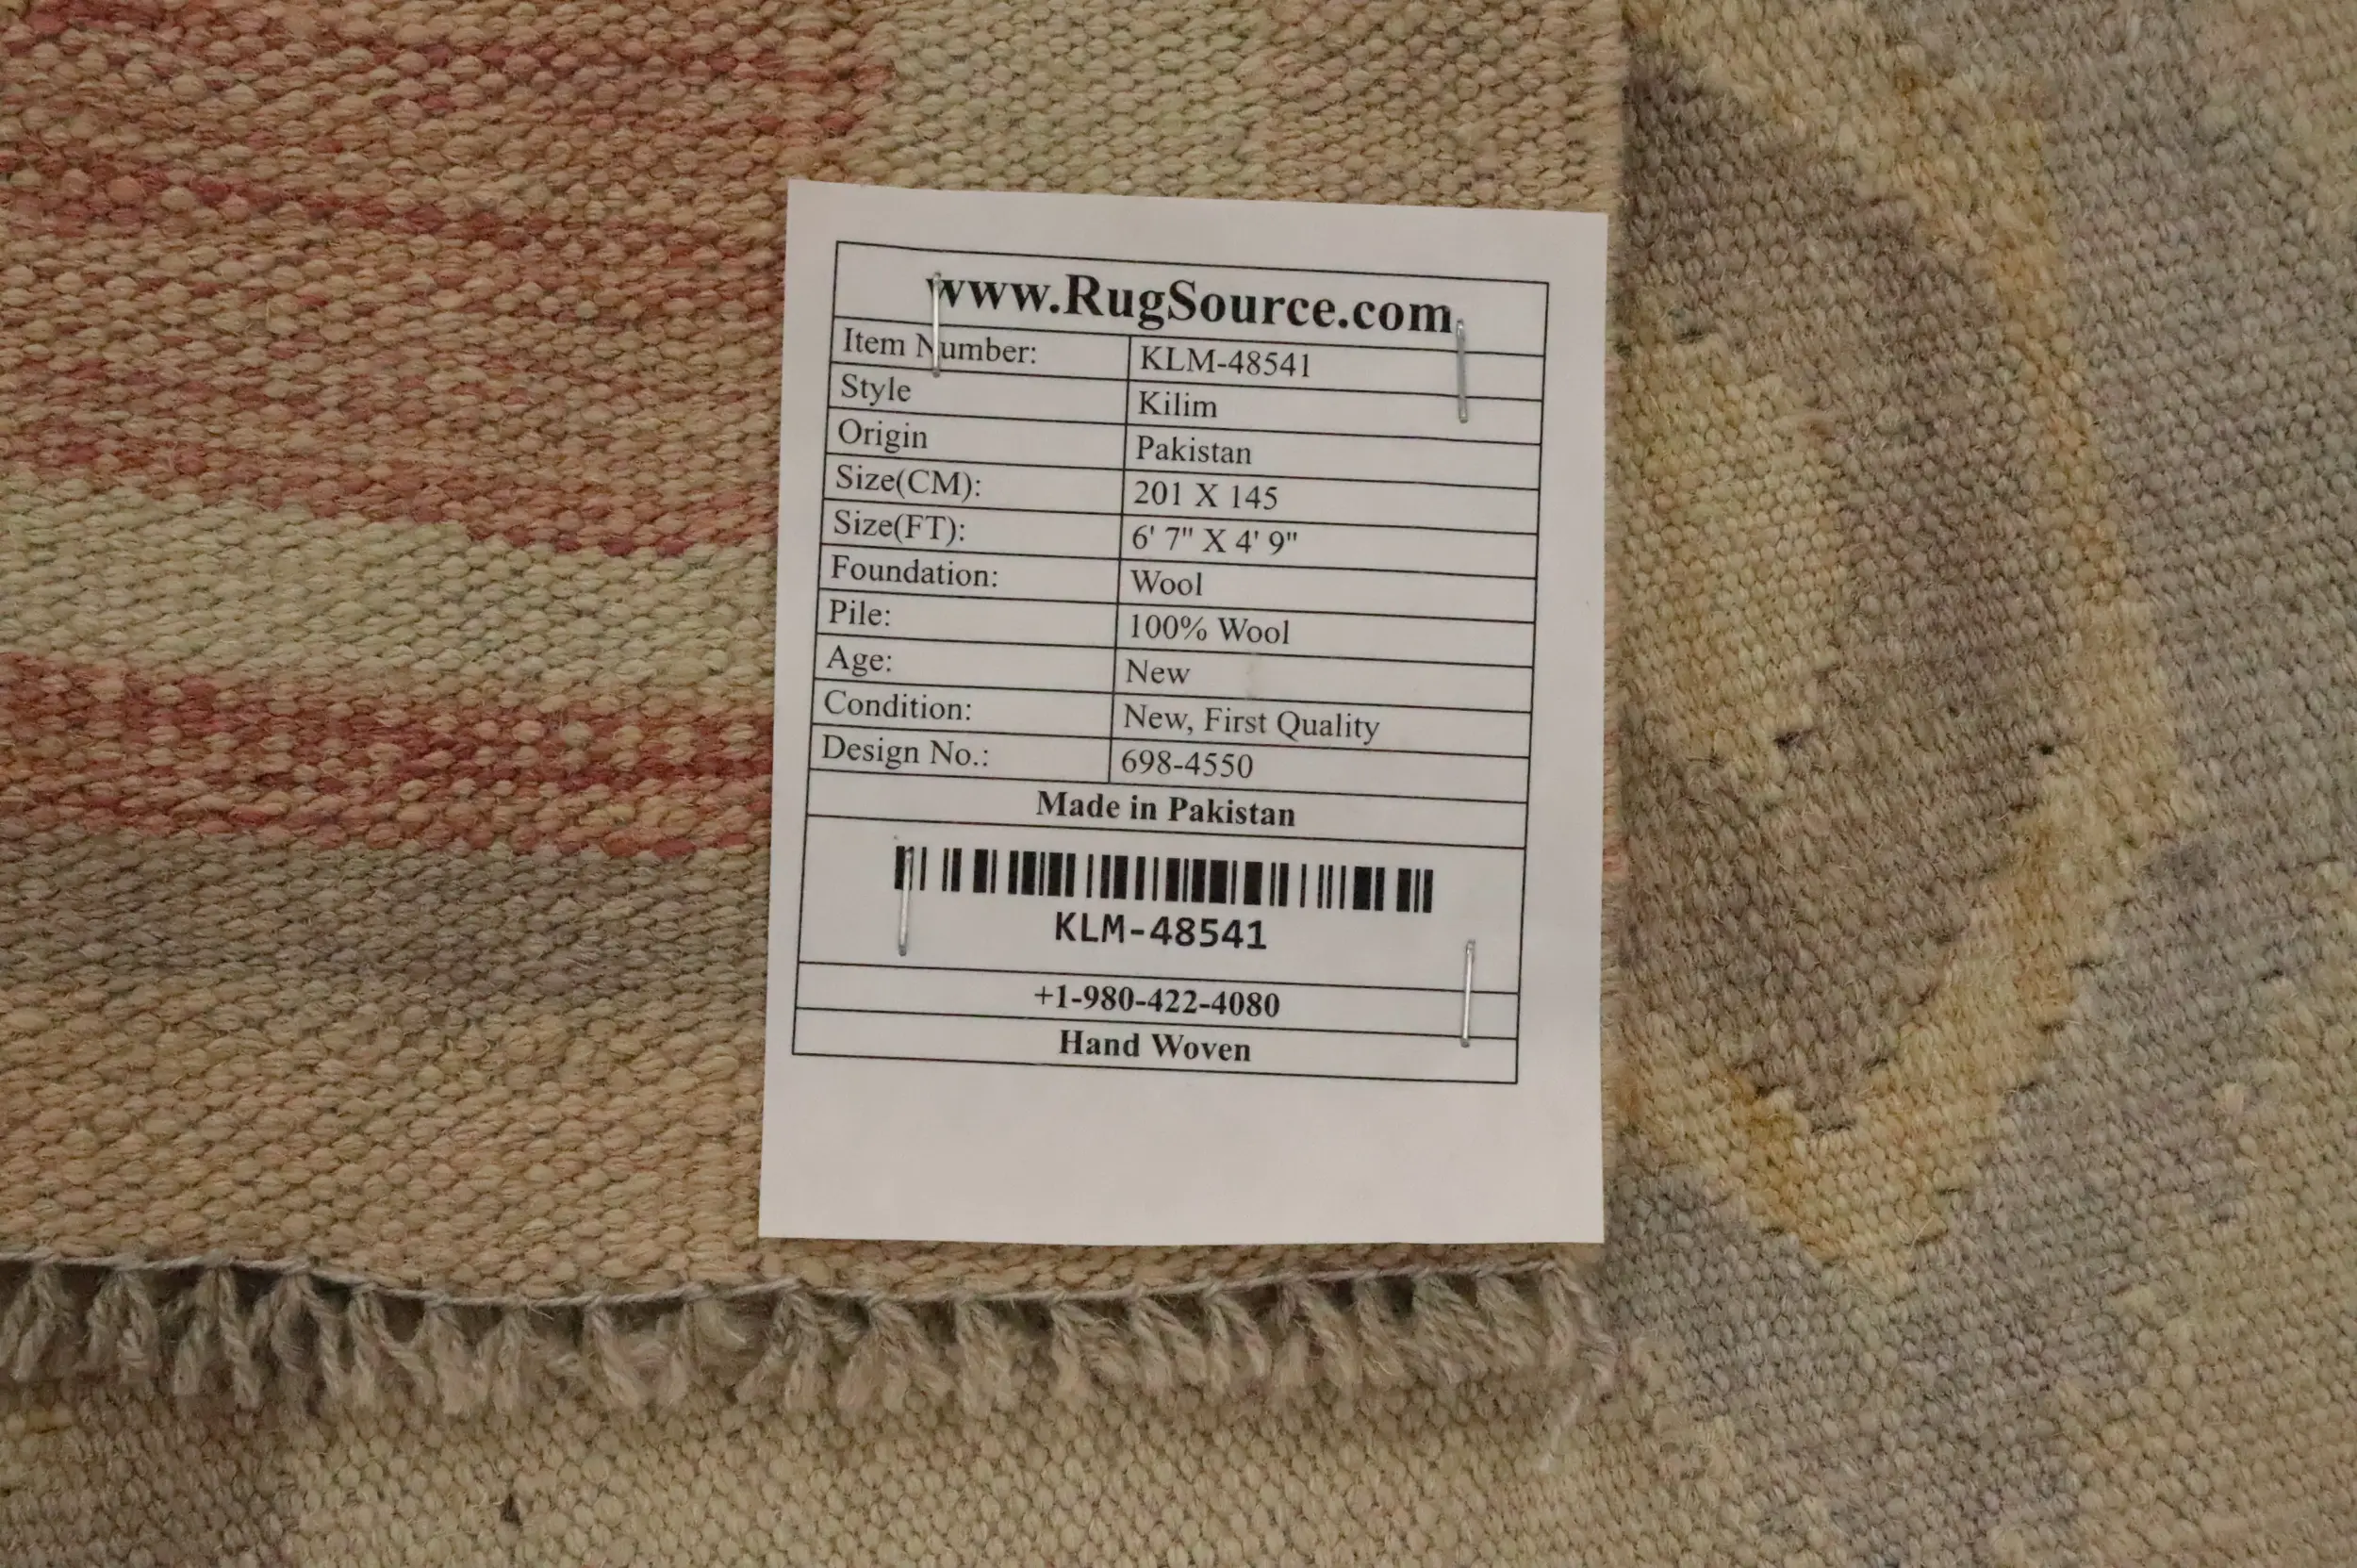 www.RugSource.com
Item Number: KLM-48541
Style Kilim
Origin Pakistan
Size(CM): 201 X 145
Size(FT): 6' 7" X 4' 9"
Foundation: Wool
Pile: 100% Wool
Age: New
Condition: New, First Quality
Design No.: 698-4550
Made in Pakistan
KLM-48541
+1-980-422-4080
Hand Woven